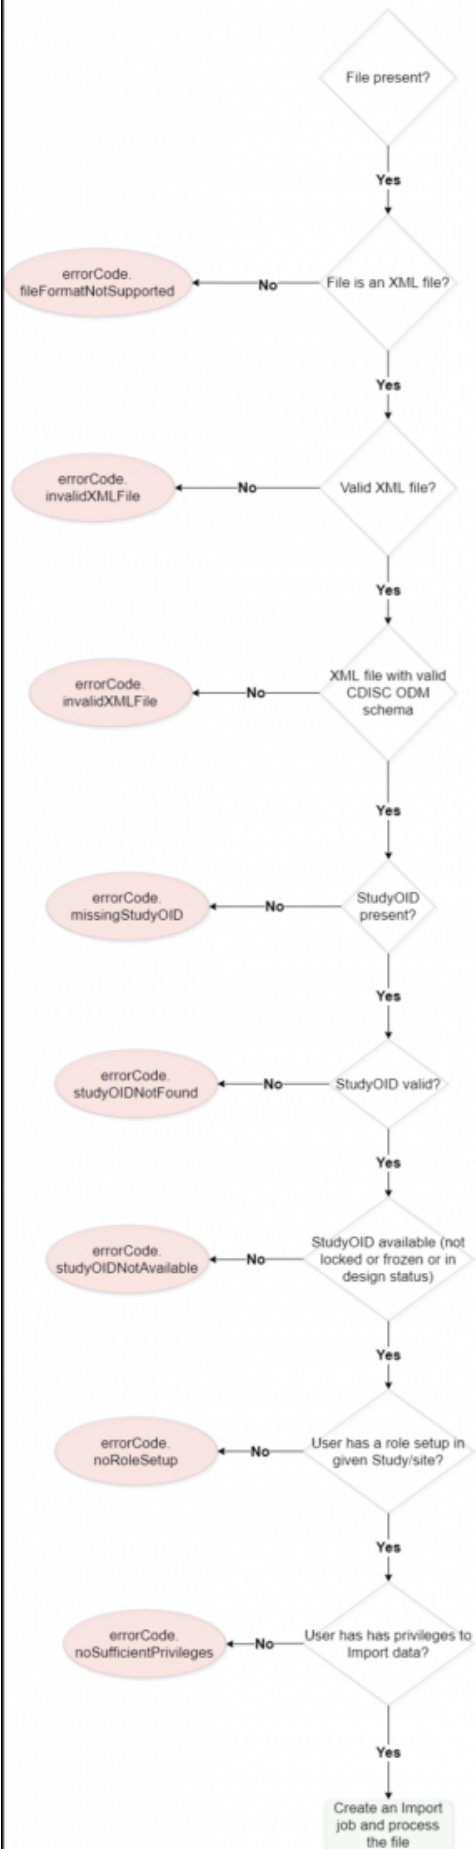 File present?
Yes
errorCode.
fileFormatNotSupported
No
File is an XML file?
Yes
errorCode.
invalidXMLFile
No
Valid XML file?
Yes
errorCode.
invalidXMLFile
No
XML file with valid
CDISC ODM
schema
Yes
errorCode.
missingStudyOID
No
StudyOID
present?
Yes
errorCode.
studyOIDNotFound
No
StudyOID valid?
Yes
errorCode.
studyOIDNotAvailable
No
StudyOID available (not
locked or frozen or in
design status)
Yes
errorCode.
noRoleSetup
No
User has a role setup in
given Study/site?
Yes
errorCode.
noSufficientPrivileges
No
User has has privileges to
Import data?
Yes
Create an Import
job and process
the file